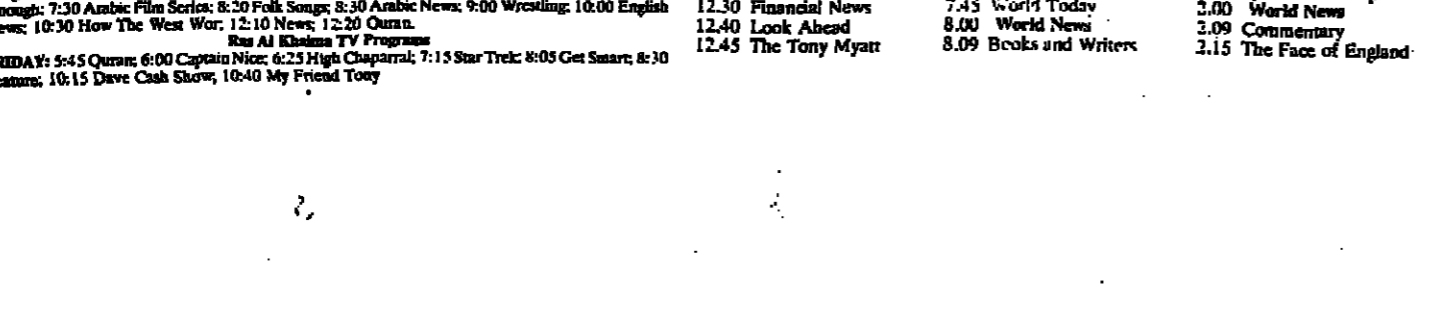 7:30 Arabic Film Series; 8:20 Folk Songs; 8:30 Arabic News; 9:00 Wrestling; 10:00 English
ews; 10:30 How The West War; 12:10 News; 12:20 Quran.
Ras Al Khaima TV Programs
RIDAY: 5:45 Quran; 6:00 Captain Nice; 6:25 High Chaparral; 7:15 Star Trek; 8:05 Get Smart; 8:30
eature; 10:15 Dave Cash Show; 10:40 My Friend Tony
12.30 Financial News
12.40 Look Ahead
12.45 The Tony Myatt
7.45 World Today
8.00 World News
8.09 Books and Writers
2.00 World News
2.09 Commentary
2.15 The Face of England